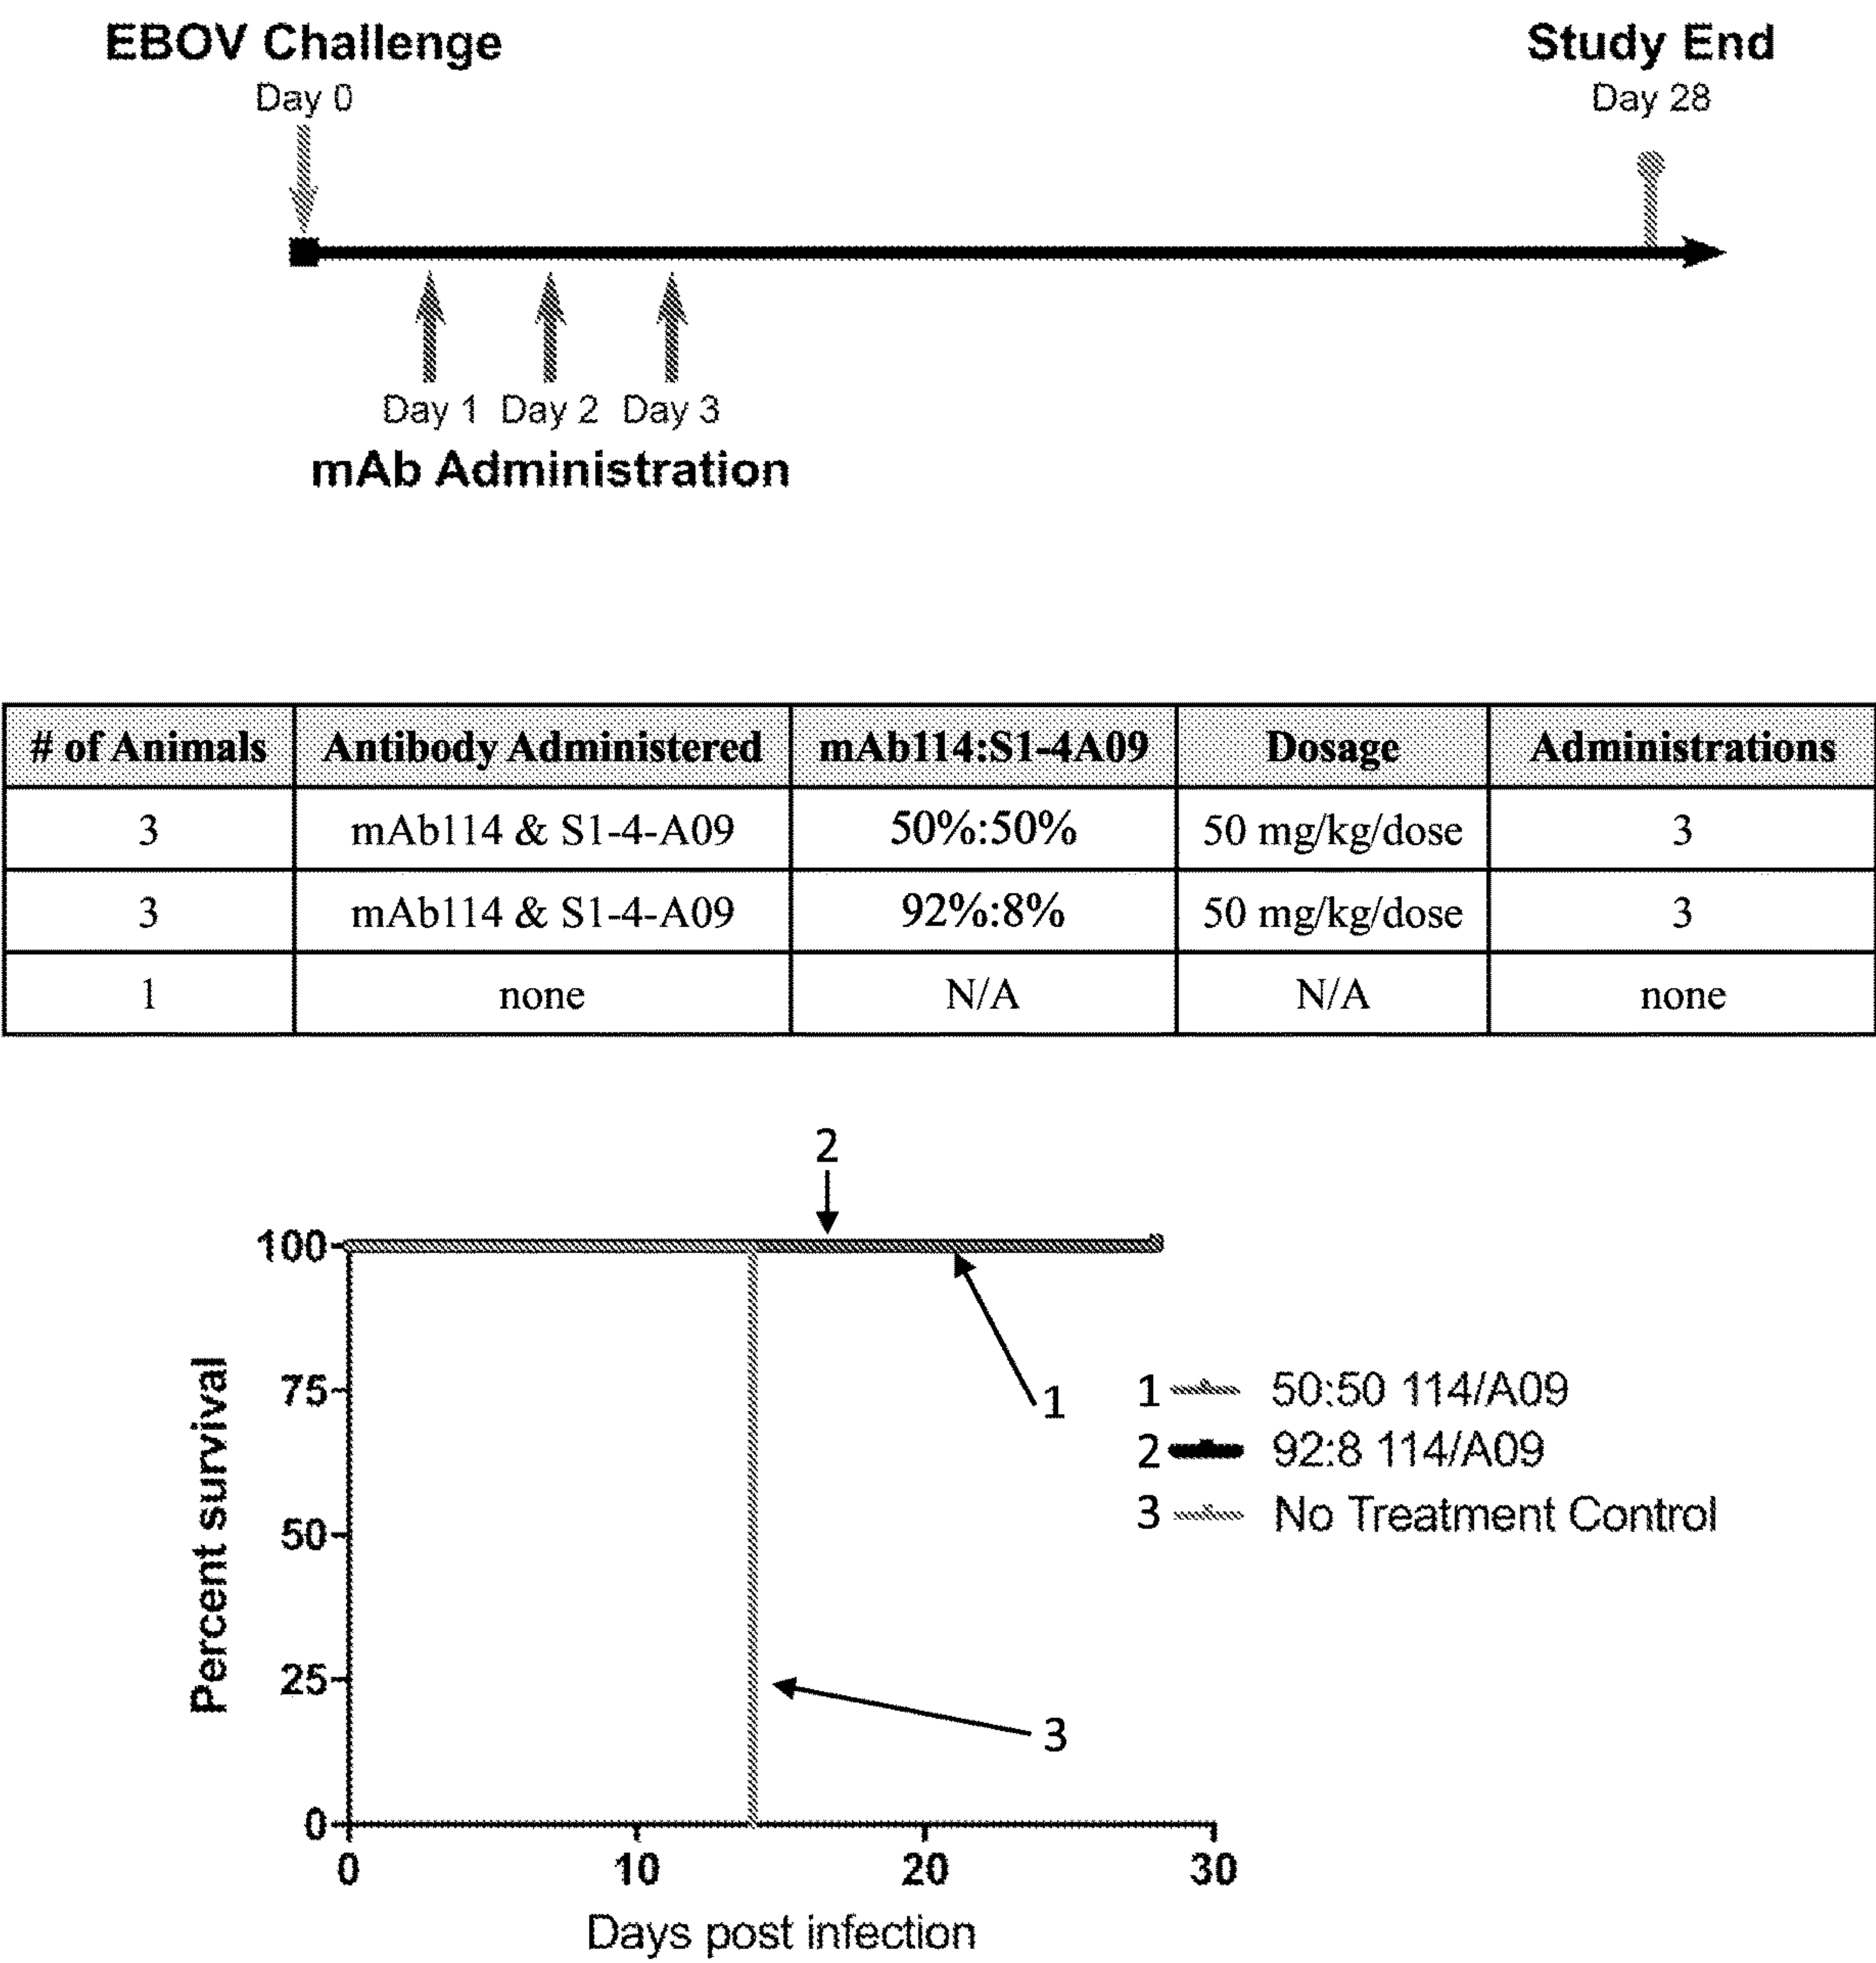 EBOV Challenge
Day 0
Study End
Day 28
Day 1 Day 2 Day 3
mAb Administration
# of Animals Antibody Administered mAb114:S1-4A09 Dosage Administrations
3 mAb114 & S1-4-A09 50%:50% 50 mg/kg/dose 3
3 mAb114 & S1-4-A09 92%:8% 50 mg/kg/dose 3
1 none N/A N/A none
2
100
75
50
25
0
Percent survival
1
3
1 50:50 114/A09
2 92:8 114/A09
3 No Treatment Control
0 10 20 30
Days post infection